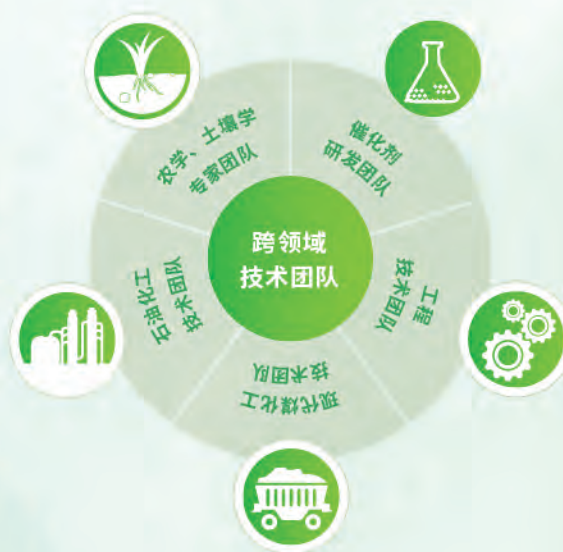 跨领域
技术团队
催化剂
研发团队
工程
技术团队
现代煤化工
技术团队
石油化工
技术团队
农学、土壤学
专家团队